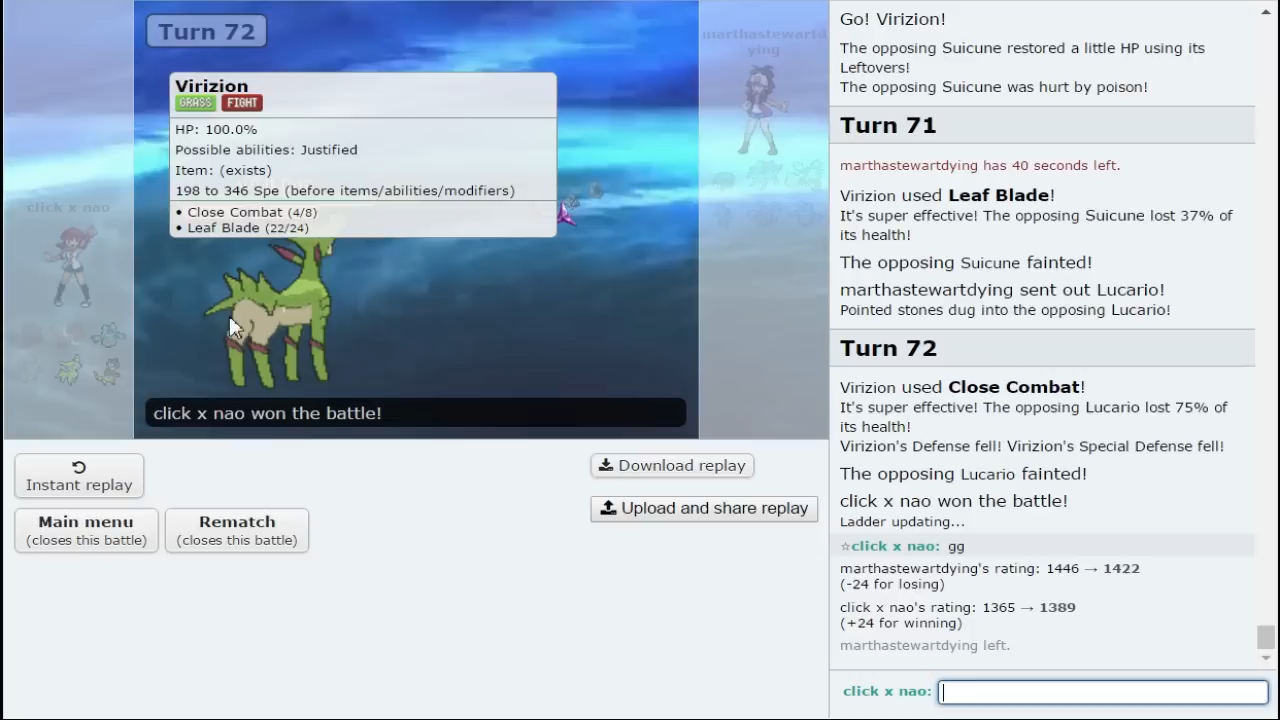 Turn 72
marthastewartd
ying
click x nao
Virizion
GRASS FIGHT
HP: 100.0%
Possible abilities: Justified
Item: (exists)
198 to 346 Spe (before items/abilities/modifiers)
• Close Combat (4/8)
• Leaf Blade (22/24)
click x nao won the battle!
Instant replay
Download replay
Upload and share replay
Main menu
(closes this battle)
Rematch
(closes this battle)
Go! Virizion!
The opposing Suicune restored a little HP using its
Leftovers!
The opposing Suicune was hurt by poison!
Turn 71
marthastewartdying has 40 seconds left.
Virizion used Leaf Blade!
It's super effective! The opposing Suicune lost 37% of
its health!
The opposing Suicune fainted!
marthastewartdying sent out Lucario!
Pointed stones dug into the opposing Lucario!
Turn 72
Virizion used Close Combat!
It's super effective! The opposing Lucario lost 75% of
its health!
Virizion's Defense fell! Virizion's Special Defense fell!
The opposing Lucario fainted!
click x nao won the battle!
Ladder updating...
☆click x nao: gg
marthastewartdying's rating: 1446 → 1422
(-24 for losing)
click x nao's rating: 1365 → 1389
(+24 for winning)
marthastewartdying left.
click x nao: